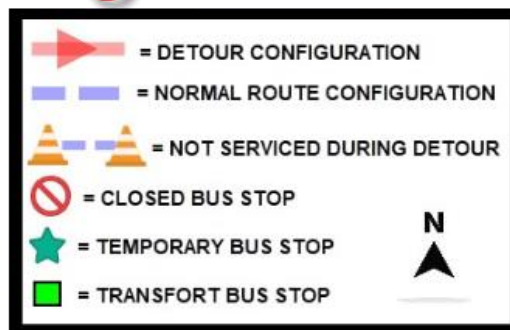 = DETOUR CONFIGURATION
= NORMAL ROUTE CONFIGURATION
= NOT SERVICED DURING DETOUR
= CLOSED BUS STOP
N
= TEMPORARY BUS STOP
= TRANSFORT BUS STOP